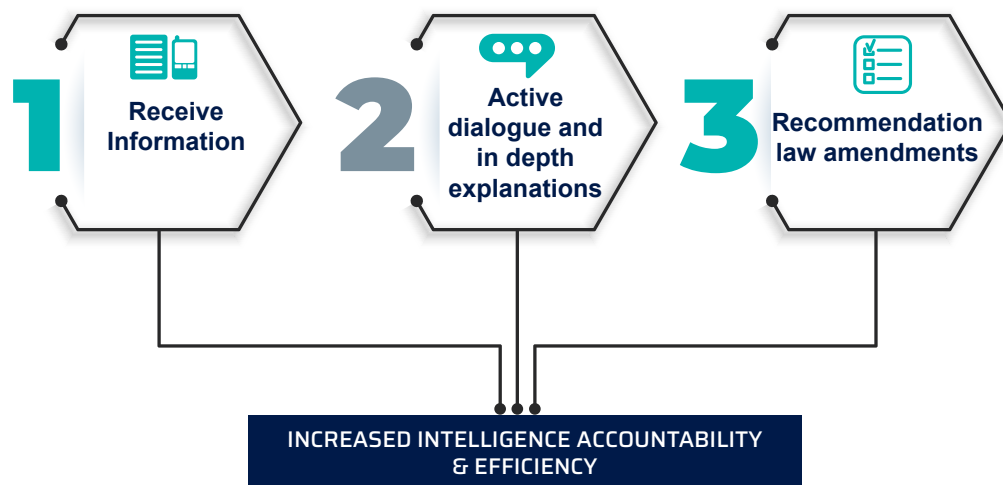 1
Receive
Information
2
Active
dialogue and
in depth
explanations
3
Recommendation
law amendments
INCREASED INTELLIGENCE ACCOUNTABILITY
& EFFICIENCY